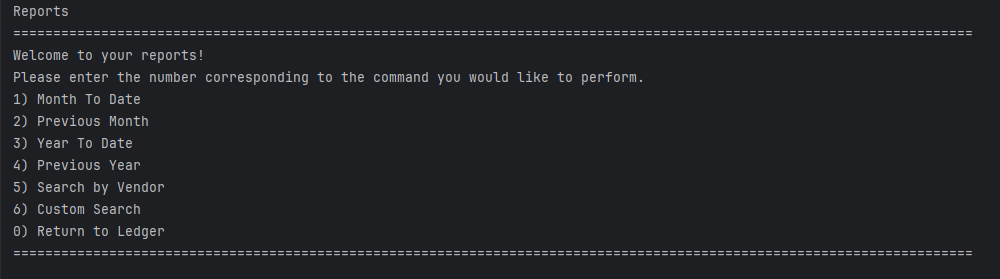 Reports
========================================================================================================================
Welcome to your reports!
Please enter the number corresponding to the command you would like to perform.
1) Month To Date
2) Previous Month
3) Year To Date
4) Previous Year
5) Search by Vendor
6) Custom Search
0) Return to Ledger
========================================================================================================================